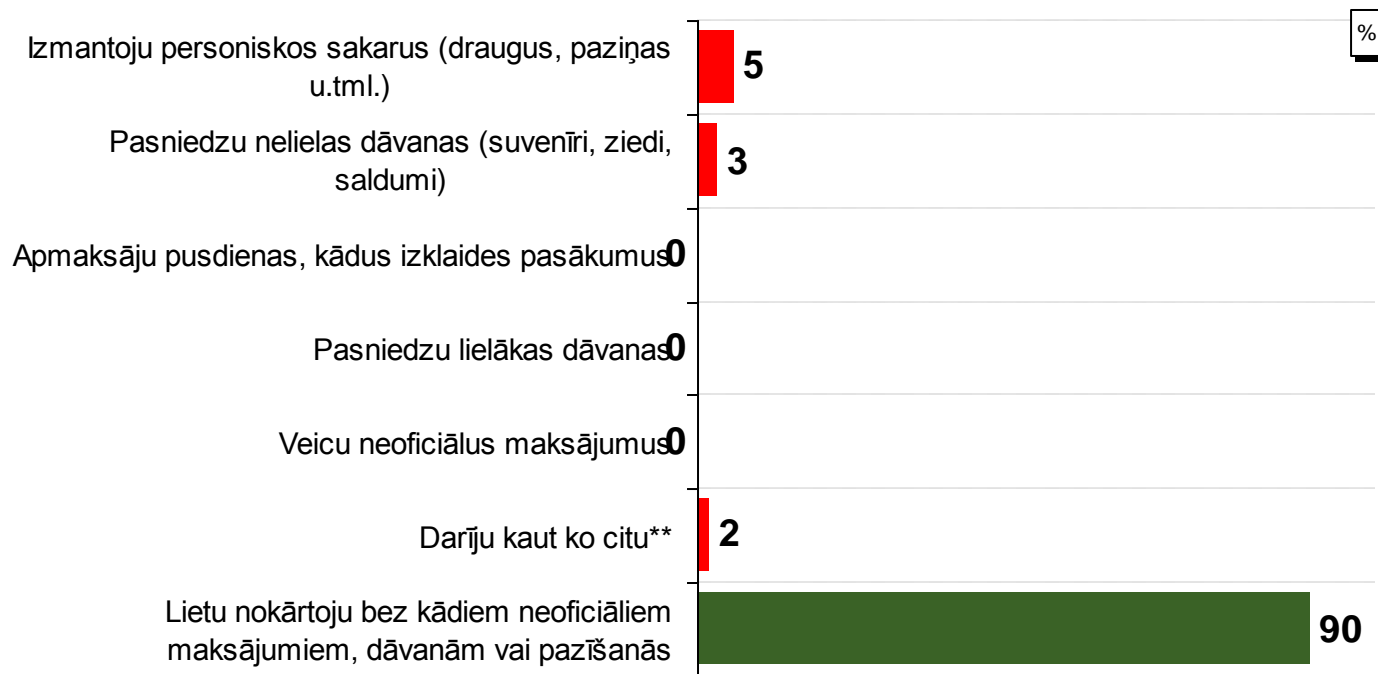 %
Izmantoju personiskos sakarus (draugus, paziņas
u.tml.)
5
Pasniedzu nelielas dāvanas (suvenīri, ziedi,
saldumi)
3
Apmaksāju pusdienas, kādus izklaides pasākumus
0
Pasniedzu lielākas dāvanas
0
Veicu neoficiālus maksājumus
0
Darīju kaut ko citu**
2
Lietu nokārtoju bez kādiem neoficiāliem
maksājumiem, dāvanām vai pazīšanās
90